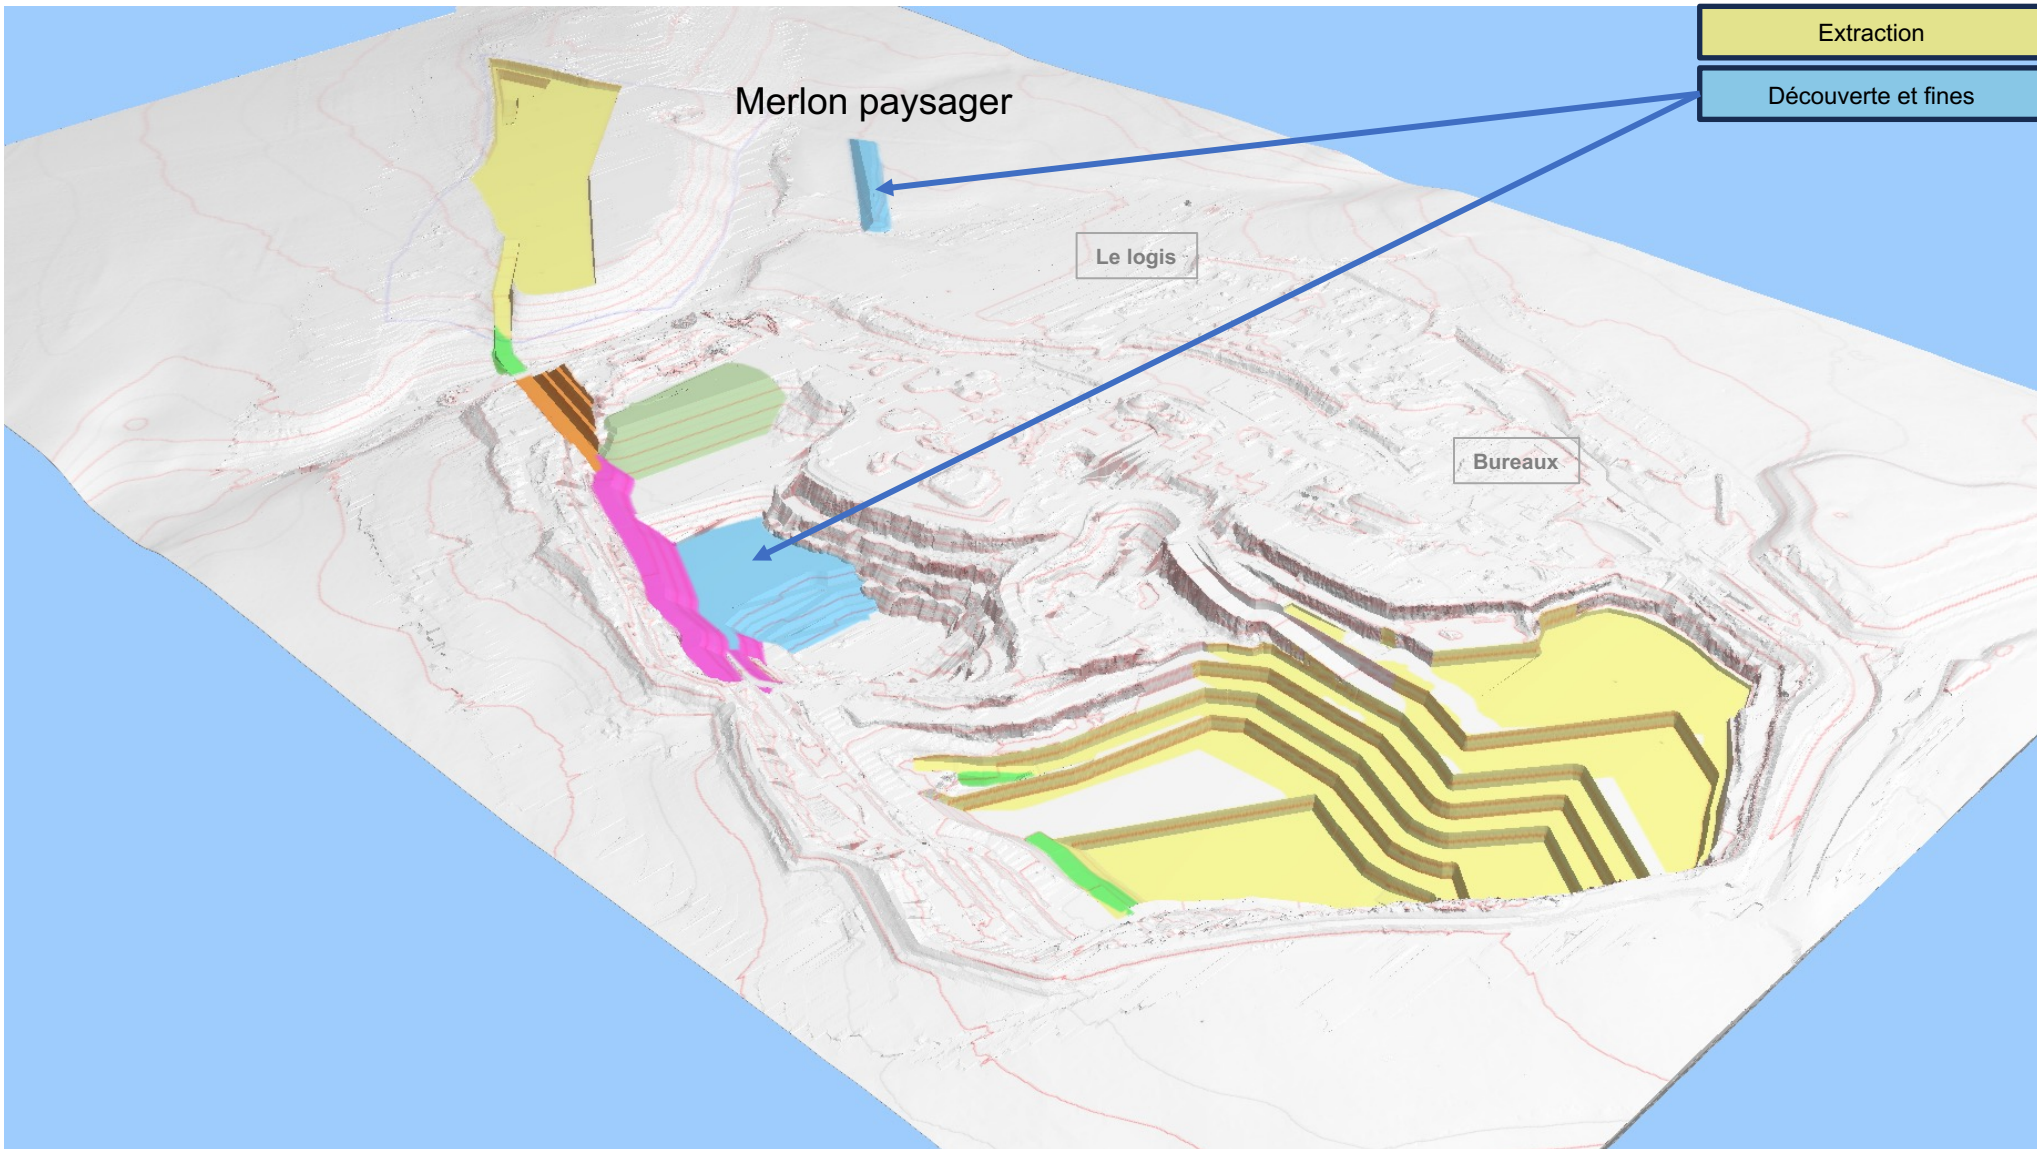 Extraction
Découverte et fines
Merlon paysager
Le logis
Bureaux